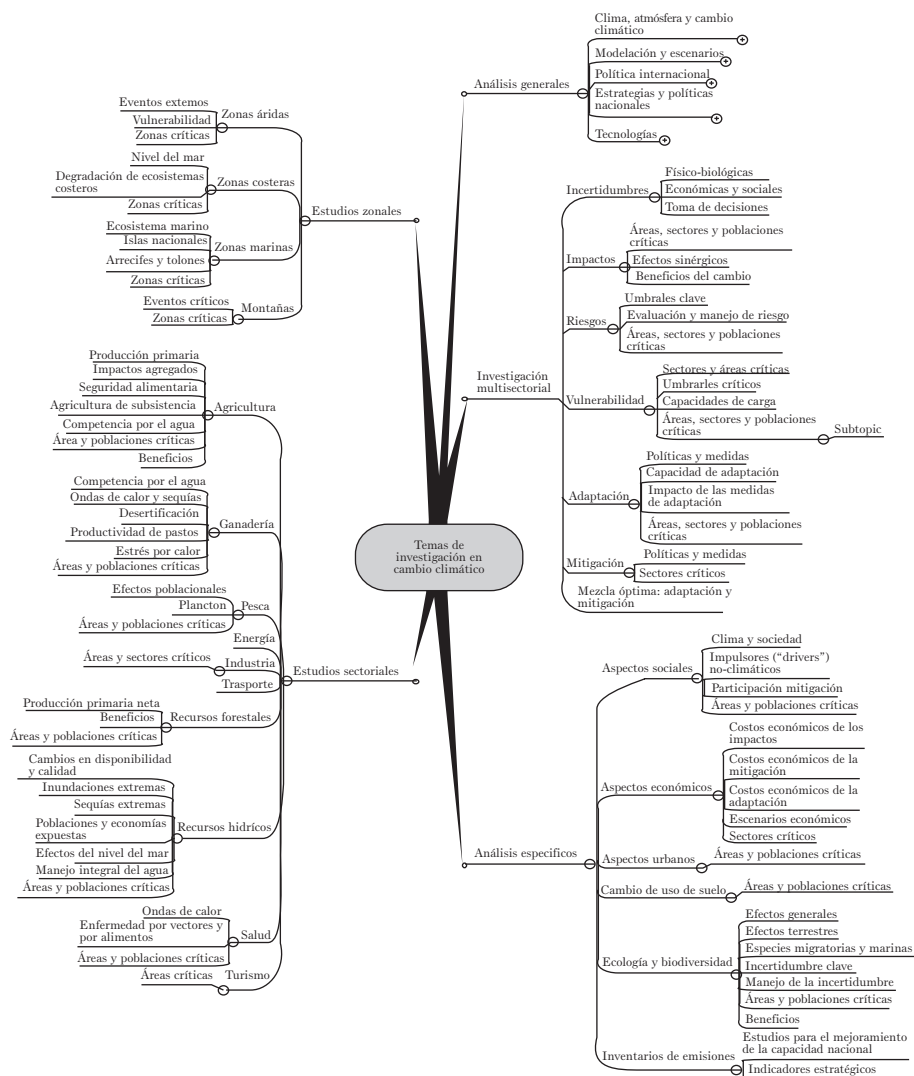 Temas de
investigación en
cambio climático
Estudios zonales
Zonas áridas
Eventos extemos
Vulnerabilidad
Zonas críticas
Zonas costeras
Nivel del mar
Degradación de ecosistemas
costeros
Zonas críticas
Zonas marinas
Ecosistema marino
Islas nacionales
Arrecifes y tolones
Zonas críticas
Montañas
Eventos críticos
Zonas críticas
Estudios sectoriales
Agricultura
Producción primaria
Impactos agregados
Seguridad alimentaria
Agricultura de subsistencia
Competencia por el agua
Área y poblaciones críticas
Beneficios
Ganadería
Competencia por el agua
Ondas de calor y sequías
Desertificación
Productividad de pastos
Estrés por calor
Áreas y poblaciones críticas
Pesca
Efectos poblacionales
Plancton
Áreas y poblaciones críticas
Energía
Industria
Áreas y sectores críticos
Trasporte
Recursos forestales
Producción primaria neta
Beneficios
Áreas y poblaciones críticas
Recursos hidrícos
Cambios en disponibilidad
y calidad
Inundaciones extremas
Sequías extremas
Poblaciones y economías
expuestas
Efectos del nivel del mar
Manejo integral del agua
Áreas y poblaciones críticas
Salud
Ondas de calor
Enfermedad por vectores y
por alimentos
Áreas y poblaciones críticas
Turismo
Áreas críticas
Análisis generales
Clima, atmósfera y cambio
climático
Modelación y escenarios
Política internacional
Estrategias y políticas
nacionales
Tecnologías
Investigación
multisectorial
Incertidumbres
Físico-biológicas
Económicas y sociales
Toma de decisiones
Impactos
Áreas, sectores y poblaciones
críticas
Efectos sinérgicos
Beneficios del cambio
Riesgos
Umbrales clave
Evaluación y manejo de riesgo
Áreas, sectores y poblaciones
críticas
Vulnerabilidad
Sectores y áreas críticas
Umbrarles críticos
Capacidades de carga
Áreas, sectores y poblaciones
críticas
Subtopic
Adaptación
Políticas y medidas
Capacidad de adaptación
Impacto de las medidas
de adaptación
Áreas, sectores y poblaciones
críticas
Mitigación
Políticas y medidas
Sectores críticos
Mezcla óptima: adaptación y
mitigación
Análisis especificos
Aspectos sociales
Clima y sociedad
Impulsores (“drivers”)
no-climáticos
Participación mitigación
Áreas y poblaciones críticas
Aspectos económicos
Costos económicos de los
impactos
Costos económicos de la
mitigación
Costos económicos de la
adaptación
Escenarios económicos
Sectores críticos
Aspectos urbanos
Áreas y poblaciones críticas
Cambio de uso de suelo
Áreas y poblaciones críticas
Ecología y biodiversidad
Efectos generales
Efectos terrestres
Especies migratorias y marinas
Incertidumbre clave
Manejo de la incertidumbre
Áreas y poblaciones críticas
Beneficios
Inventarios de emisiones
Estudios para el mejoramiento
de la capacidad nacional
Indicadores estratégicos